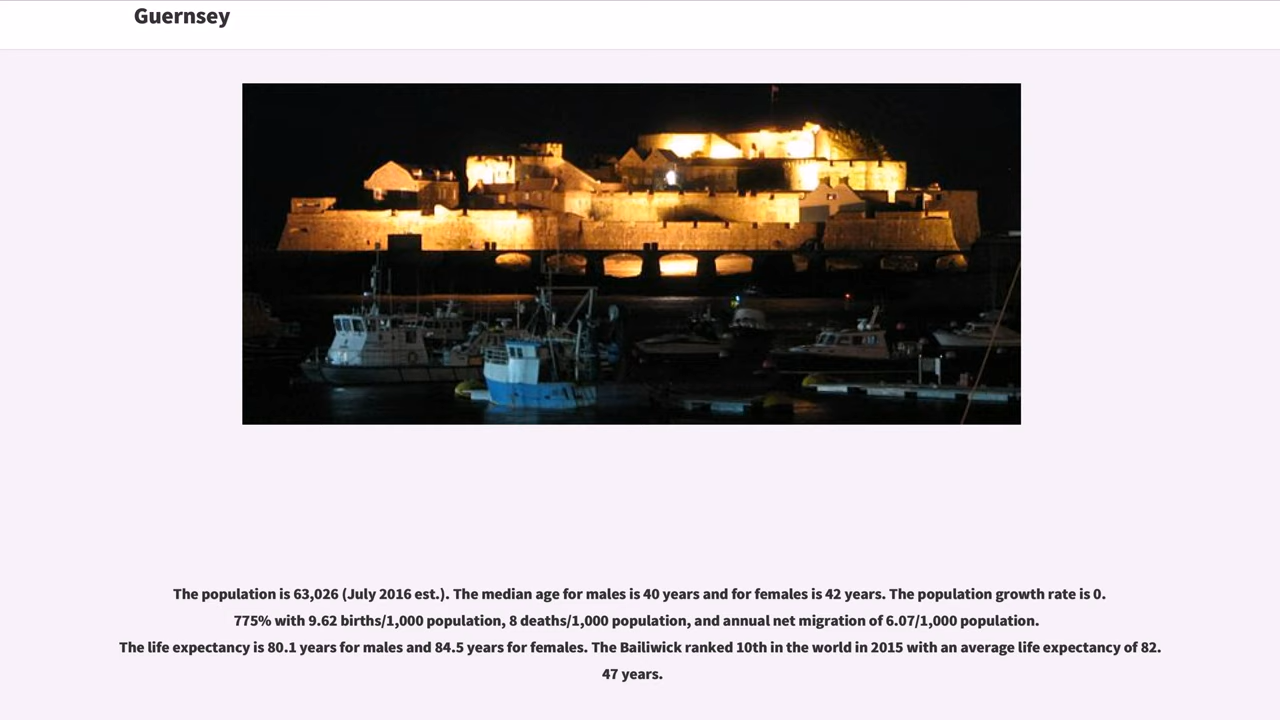 Guernsey
The population is 63,026 (July 2016 est.). The median age for males is 40 years and for females is 42 years. The population growth rate is 0.
775% with 9.62 births/1,000 population, 8 deaths/1,000 population, and annual net migration of 6.07/1,000 population.
The life expectancy is 80.1 years for males and 84.5 years for females. The Bailiwick ranked 10th in the world in 2015 with an average life expectancy of 82.
47 years.